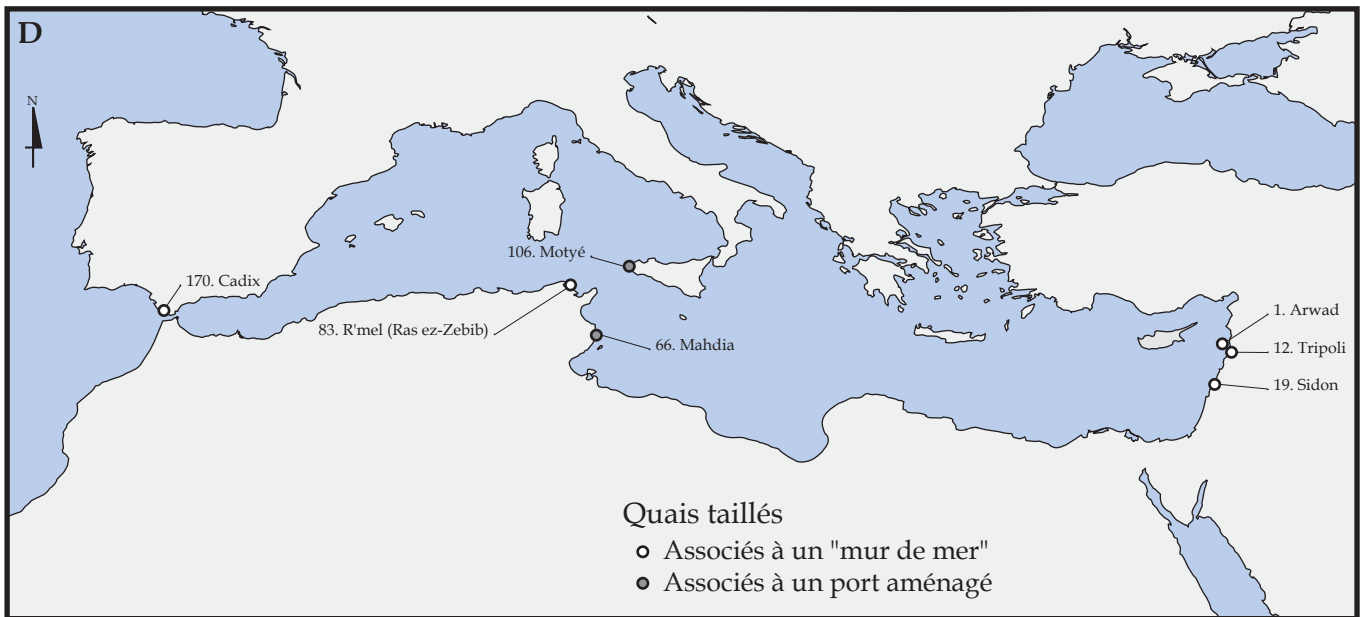 D
N
106. Motyé
170. Cadix
83. R'mel (Ras ez-Zebib)
66. Mahdia
1. Arwad
12. Tripoli
19. Sidon
Quais taillés
Associés à un "mur de mer"
Associés à un port aménagé